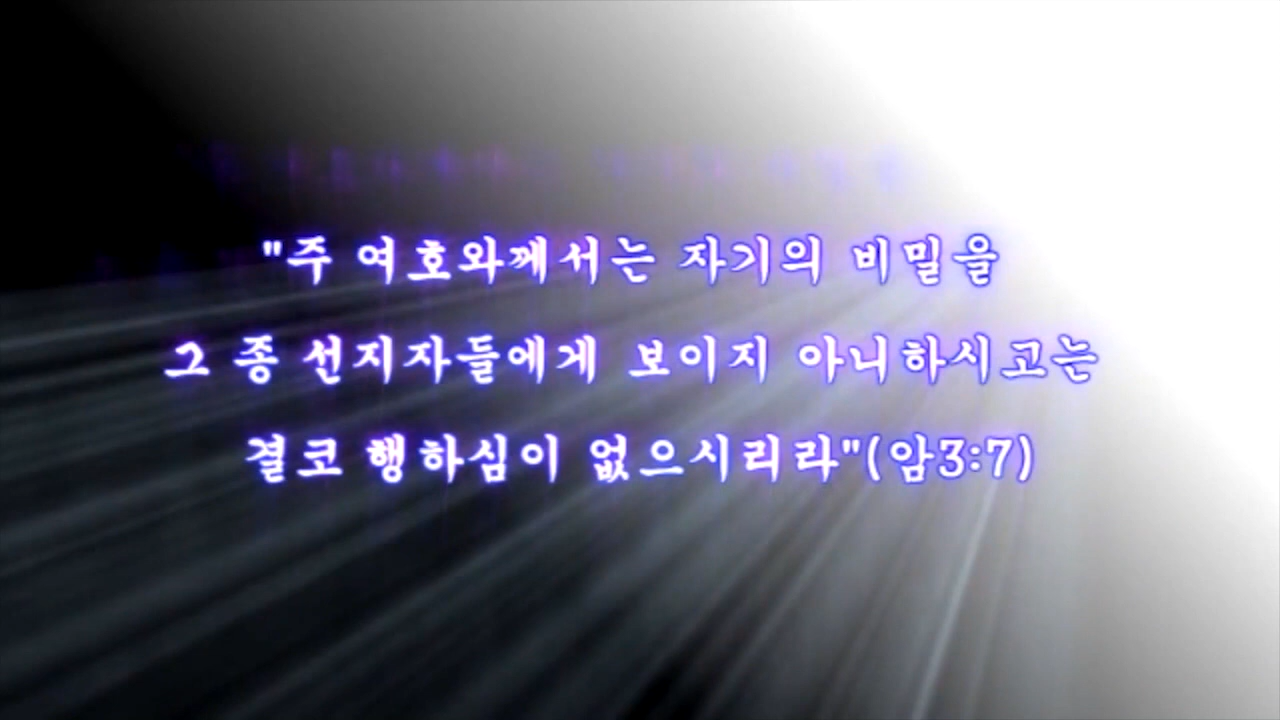 "주 여호와께서는 자기의 비밀을
그 종 선지자들에게 보이지 아니하시고는
결코 행하심이 없으시리라"(암3:7)